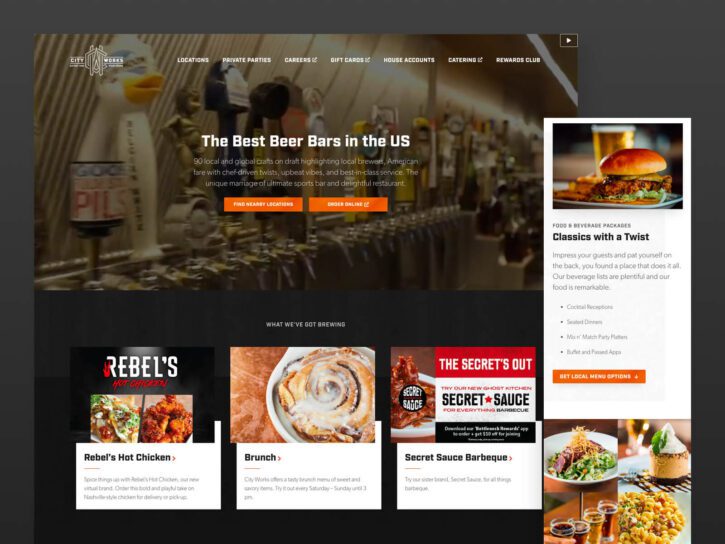 CITY WORKS
LOCATIONS PRIVATE PARTIES CAREERS GIFT CARDS HOUSE ACCOUNTS CATERING REWARDS CLUB
The Best Beer Bars in the US
90 local and global crafts on draft highlighting local brewers, American
fare with chef-driven twists, upbeat vibes, and best-in-class service. The
unique marriage of ultimate sports bar and delightful restaurant.
FIND NEARBY LOCATIONS ORDER ONLINE
WHAT WE'VE GOT BREWING
REBEL'S
HOT CHICKEN
Rebel's Hot Chicken
Spice things up with Rebel's Hot Chicken, our new
virtual brand. Order this bold and playful take on
Nashville-style chicken for delivery or pick-up.
Brunch
City Works offers a tasty brunch menu of sweet and
savory items. Try it out every Saturday – Sunday until 3
pm.
SECRET
SAUCE
THE SECRET'S OUT
TRY OUR NEW GHOST KITCHEN
SECRET SAUCE
FOR EVERYTHING BARBECUE
Download our 'Bottleneck Rewards' app
to order + get $10 off for joining
Secret Sauce Barbeque
Try our sister brand, Secret Sauce, for all things
barbeque.
FOOD & BEVERAGE PACKAGES
Classics with a Twist
Impress your guests and pat yourself on
the back, you found a place that does it all.
Our beverage lists are plentiful and our
food is remarkable.
Cocktail Receptions
Seated Dinners
Mix n' Match Party Platters
Buffet and Passed Apps
GET LOCAL MENU OPTIONS